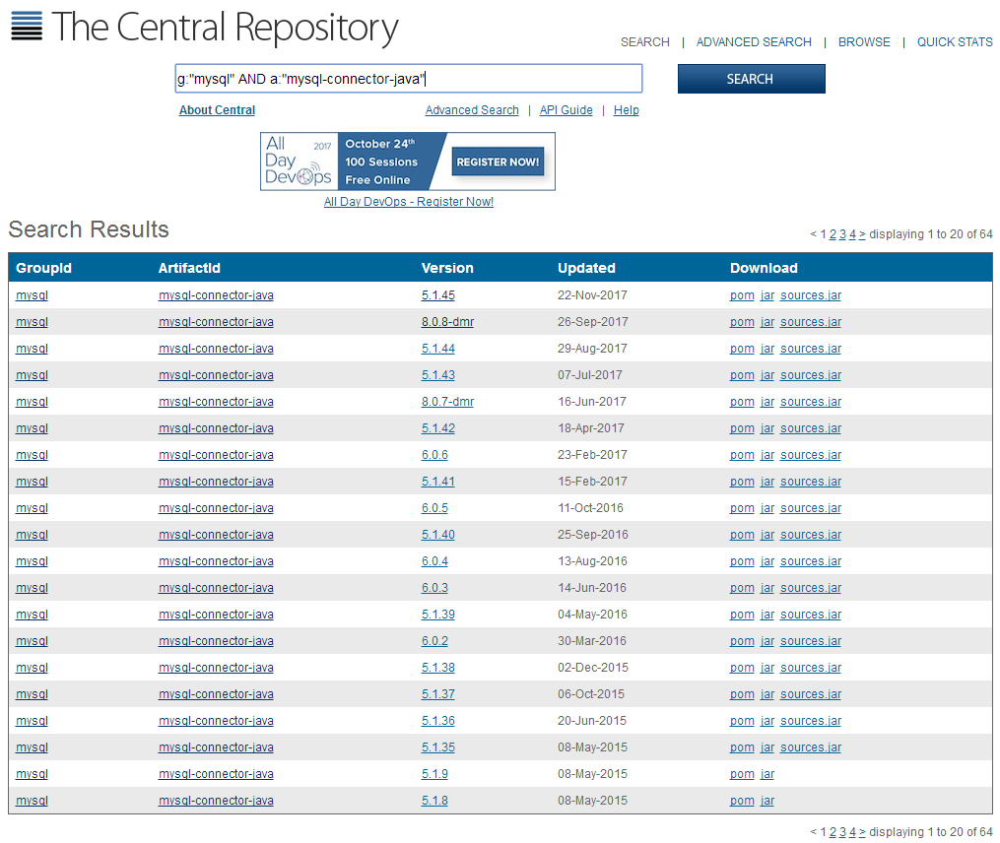 The Central Repository
SEARCH | ADVANCED SEARCH | BROWSE | QUICK STATS
g:"mysql" AND a:"mysql-connector-java" SEARCH
About Central Advanced Search | API Guide | Help
All 2017 October 24th
Day 100 Sessions REGISTER NOW!
DevOps Free Online
All Day DevOps - Register Now!
Search Results < 1 2 3 4 > displaying 1 to 20 of 64
GroupId ArtifactId Version Updated Download
mysql mysql-connector-java 5.1.45 22-Nov-2017 pom jar sources.jar
mysql mysql-connector-java 8.0.8-dmr 26-Sep-2017 pom jar sources.jar
mysql mysql-connector-java 5.1.44 29-Aug-2017 pom jar sources.jar
mysql mysql-connector-java 5.1.43 07-Jul-2017 pom jar sources.jar
mysql mysql-connector-java 8.0.7-dmr 16-Jun-2017 pom jar sources.jar
mysql mysql-connector-java 5.1.42 18-Apr-2017 pom jar sources.jar
mysql mysql-connector-java 6.0.6 23-Feb-2017 pom jar sources.jar
mysql mysql-connector-java 5.1.41 15-Feb-2017 pom jar sources.jar
mysql mysql-connector-java 6.0.5 11-Oct-2016 pom jar sources.jar
mysql mysql-connector-java 5.1.40 25-Sep-2016 pom jar sources.jar
mysql mysql-connector-java 6.0.4 13-Aug-2016 pom jar sources.jar
mysql mysql-connector-java 6.0.3 14-Jun-2016 pom jar sources.jar
mysql mysql-connector-java 5.1.39 04-May-2016 pom jar sources.jar
mysql mysql-connector-java 6.0.2 30-Mar-2016 pom jar sources.jar
mysql mysql-connector-java 5.1.38 02-Dec-2015 pom jar sources.jar
mysql mysql-connector-java 5.1.37 06-Oct-2015 pom jar sources.jar
mysql mysql-connector-java 5.1.36 20-Jun-2015 pom jar sources.jar
mysql mysql-connector-java 5.1.35 08-May-2015 pom jar sources.jar
mysql mysql-connector-java 5.1.9 08-May-2015 pom jar
mysql mysql-connector-java 5.1.8 08-May-2015 pom jar
< 1 2 3 4 > displaying 1 to 20 of 64